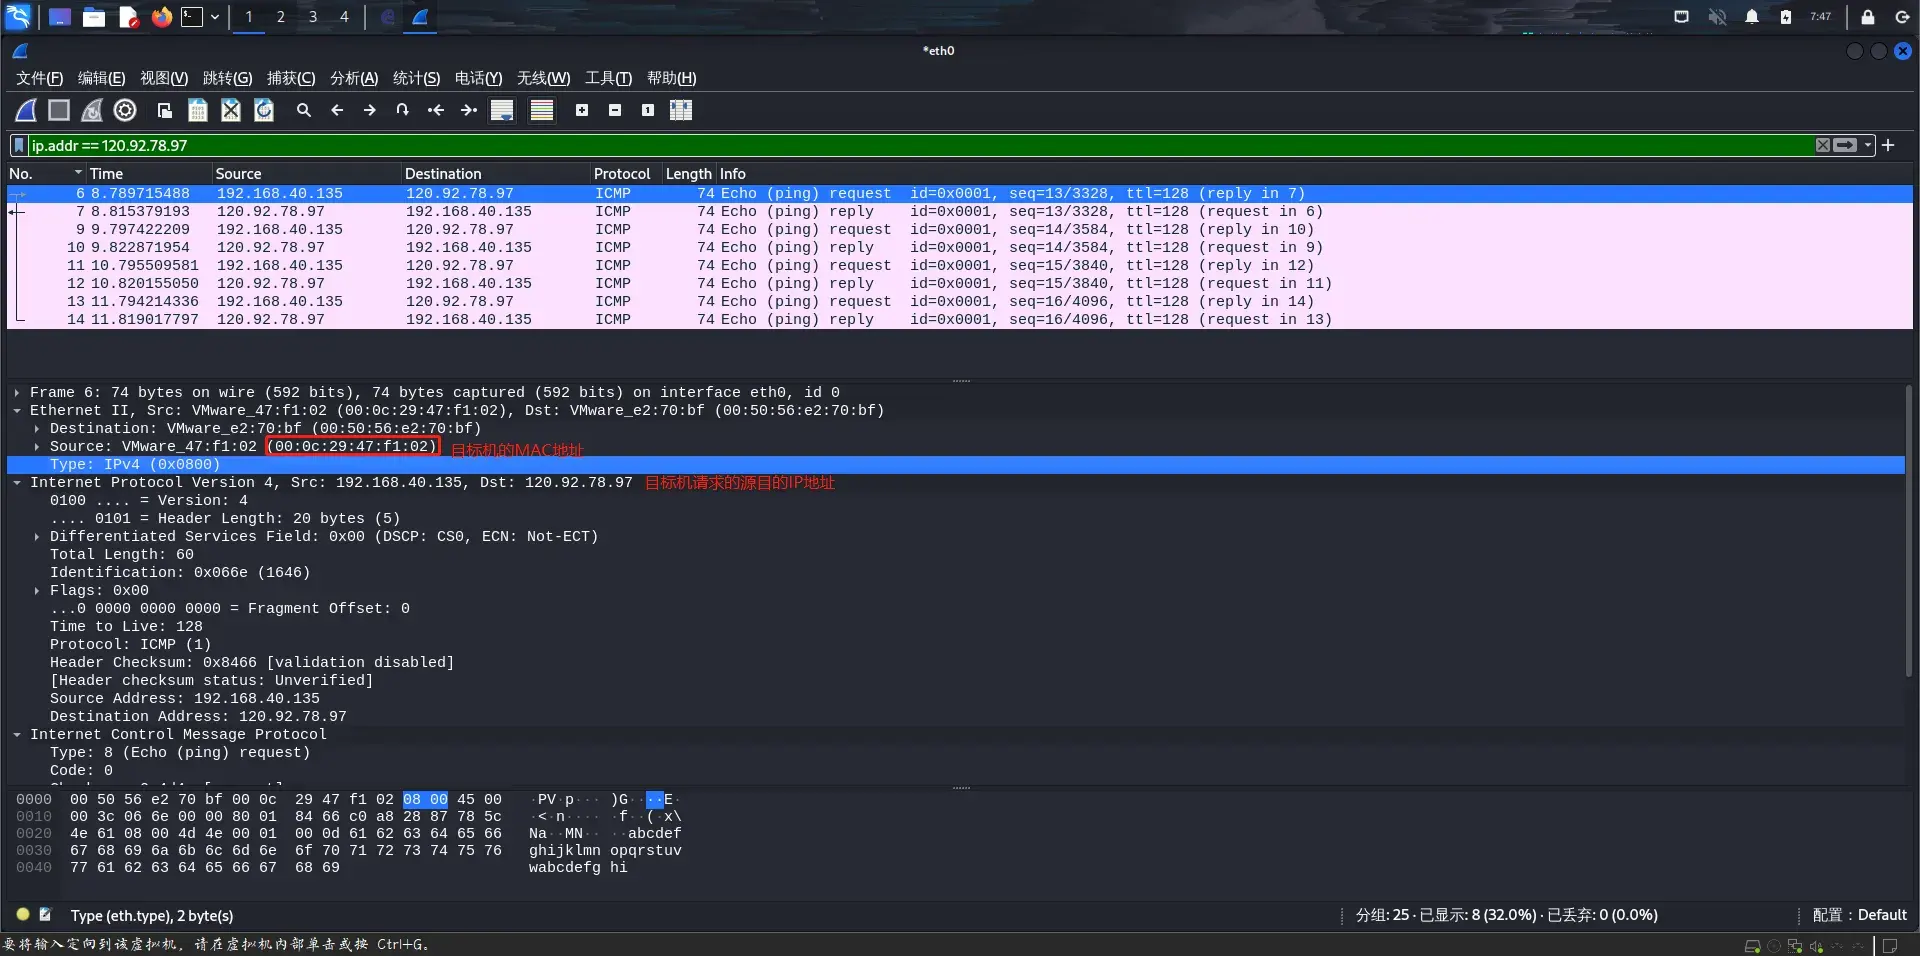 1 2 3 4 7:47
*eth0
文件(F) 编辑(E) 视图(V) 跳转(G) 捕获(C) 分析(A) 统计(S) 电话(Y) 无线(W) 工具(T) 帮助(H)
ip.addr == 120.92.78.97
No. Time Source Destination Protocol Length Info
6 8.789715488 192.168.40.135 120.92.78.97 ICMP 74 Echo (ping) request id=0x0001, seq=13/3328, ttl=128 (reply in 7)
7 8.815379193 120.92.78.97 192.168.40.135 ICMP 74 Echo (ping) reply id=0x0001, seq=13/3328, ttl=128 (request in 6)
9 9.797422209 192.168.40.135 120.92.78.97 ICMP 74 Echo (ping) request id=0x0001, seq=14/3584, ttl=128 (reply in 10)
10 9.822871954 120.92.78.97 192.168.40.135 ICMP 74 Echo (ping) reply id=0x0001, seq=14/3584, ttl=128 (request in 9)
11 10.795509581 192.168.40.135 120.92.78.97 ICMP 74 Echo (ping) request id=0x0001, seq=15/3840, ttl=128 (reply in 12)
12 10.820155050 120.92.78.97 192.168.40.135 ICMP 74 Echo (ping) reply id=0x0001, seq=15/3840, ttl=128 (request in 11)
13 11.794214336 192.168.40.135 120.92.78.97 ICMP 74 Echo (ping) request id=0x0001, seq=16/4096, ttl=128 (reply in 14)
14 11.819017797 120.92.78.97 192.168.40.135 ICMP 74 Echo (ping) reply id=0x0001, seq=16/4096, ttl=128 (request in 13)
Frame 6: 74 bytes on wire (592 bits), 74 bytes captured (592 bits) on interface eth0, id 0
Ethernet II, Src: VMware_47:f1:02 (00:0c:29:47:f1:02), Dst: VMware_e2:70:bf (00:50:56:e2:70:bf)
Destination: VMware_e2:70:bf (00:50:56:e2:70:bf)
Source: VMware_47:f1:02 (00:0c:29:47:f1:02) 目标机的MAC地址
Type: IPv4 (0x0800)
Internet Protocol Version 4, Src: 192.168.40.135, Dst: 120.92.78.97 目标机请求的源目的IP地址
0100 .... = Version: 4
.... 0101 = Header Length: 20 bytes (5)
Differentiated Services Field: 0x00 (DSCP: CS0, ECN: Not-ECT)
Total Length: 60
Identification: 0x066e (1646)
Flags: 0x00
...0 0000 0000 0000 = Fragment Offset: 0
Time to Live: 128
Protocol: ICMP (1)
Header Checksum: 0x8466 [validation disabled]
[Header checksum status: Unverified]
Source Address: 192.168.40.135
Destination Address: 120.92.78.97
Internet Control Message Protocol
Type: 8 (Echo (ping) request)
Code: 0
0000 00 50 56 e2 70 bf 00 0c 29 47 f1 02 08 00 45 00 ·PV·p··· )G····E·
0010 00 3c 06 6e 00 00 80 01 84 66 c0 a8 28 87 78 5c ·<·n···· ·f··(·x\
0020 4e 61 08 00 4d 4e 00 01 00 0d 61 62 63 64 65 66 Na··MN·· ··abcdef
0030 67 68 69 6a 6b 6c 6d 6e 6f 70 71 72 73 74 75 76 ghijklmn opqrstuv
0040 77 61 62 63 64 65 66 67 68 69 wabcdefg hi
Type (eth.type), 2 byte(s) 分组: 25 · 已显示: 8 (32.0%) · 已丢弃: 0 (0.0%) 配置：Default
要将输入定向到该虚拟机，请在虚拟机内部单击或按 Ctrl+G。